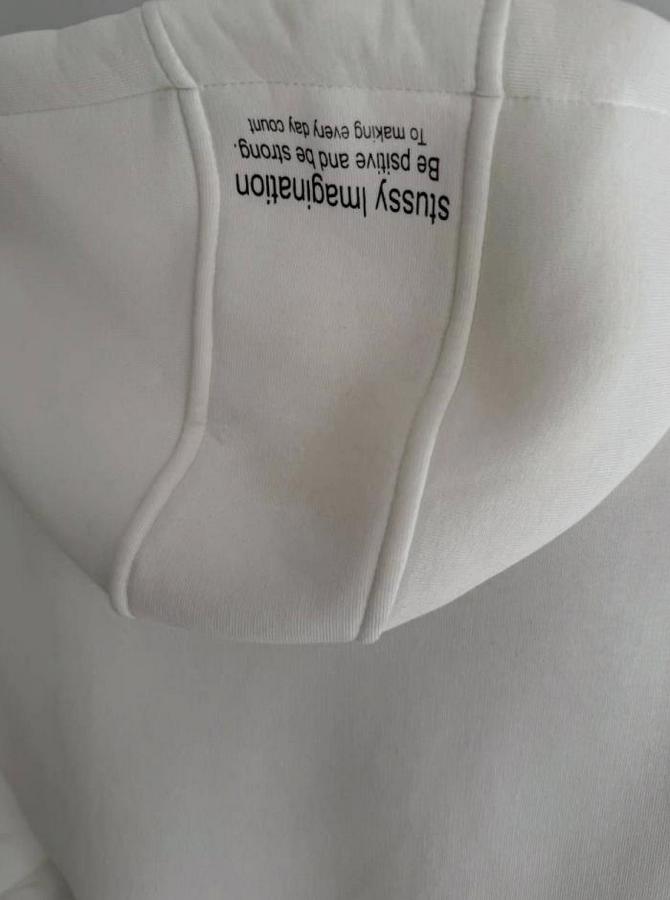 stussy Imagination
Be psitive and be strong.
To making every day count